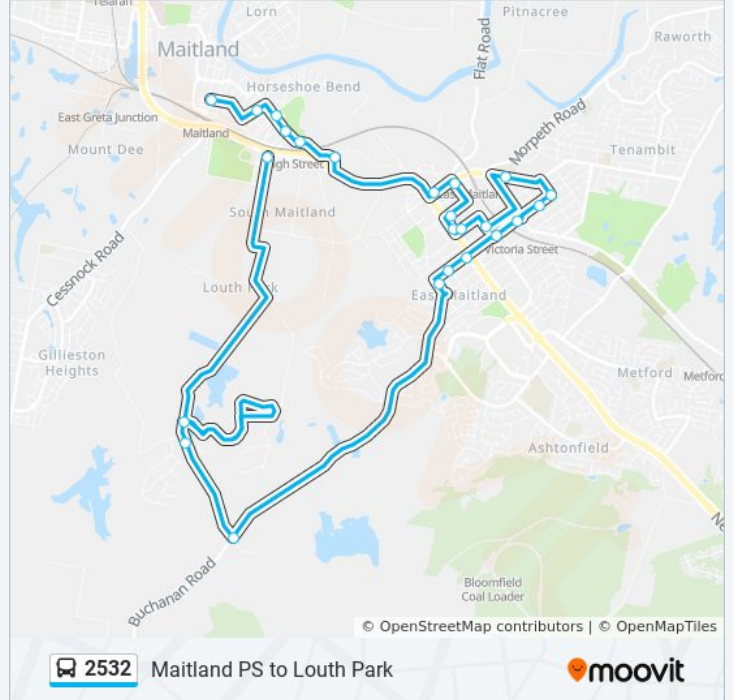 Telarah
Lorn
Pitnacree
Maitland
Flat Road
Raworth
Horseshoe Bend
East Greta Junction
Maitland
Morpeth Road
Mount Dee
Tenambit
High Street
East Maitland
South Maitland
Victoria Street
Cessnock Road
Louth Park
East Maitland
Gillieston
Heights
Metford
Metford
Ashtonfield
Ne
Bloomfield
Coal Loader
Buchanan Road
© OpenStreetMap contributors | © OpenMapTiles
2532 Maitland PS to Louth Park
moovit